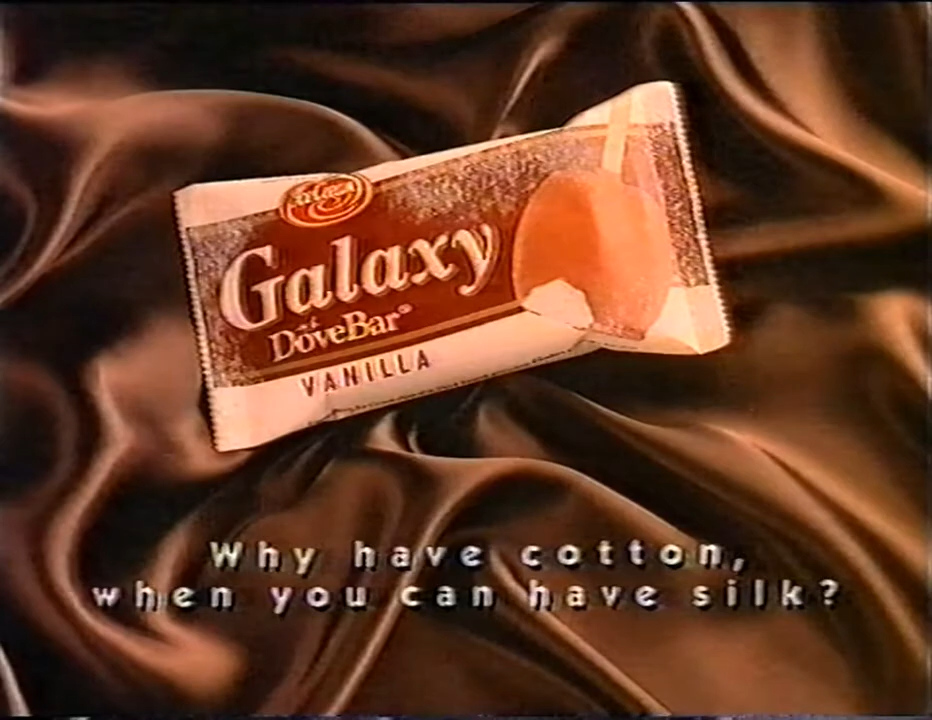 Galaxy
DoveBar®
VANILLA
Why have cotton,
when you can have silk?